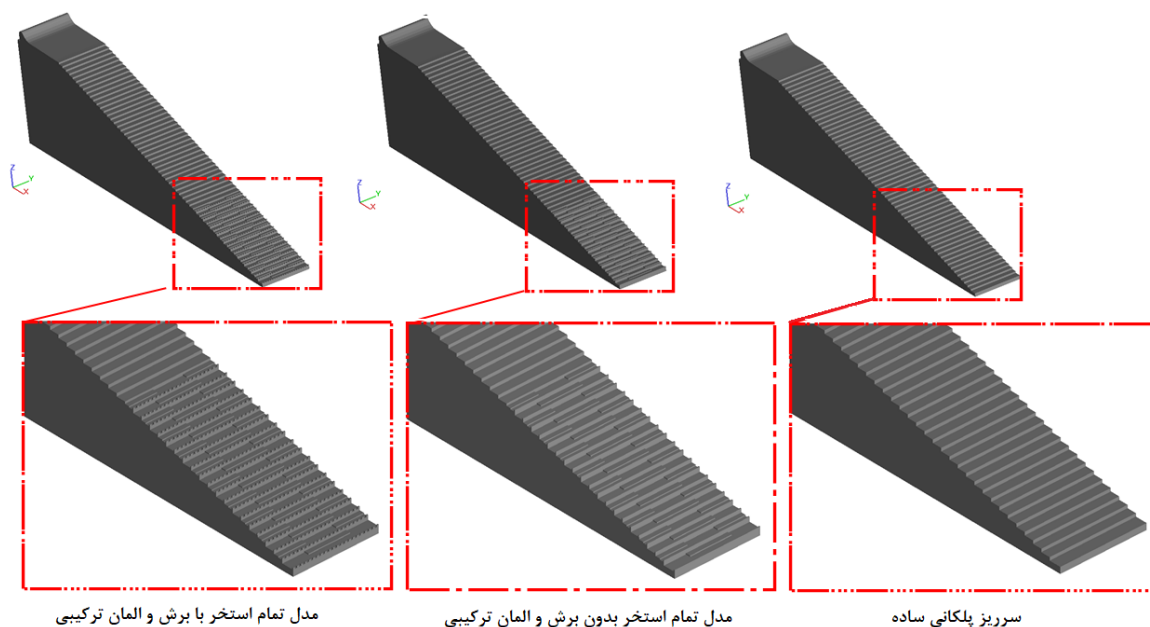 Z
Y
X
Z
Y
X
Z
Y
X
سرریز پلکانی ساده
مدل تمام استخر بدون برش و المان ترکیبی
مدل تمام استخر با برش و المان ترکیبی